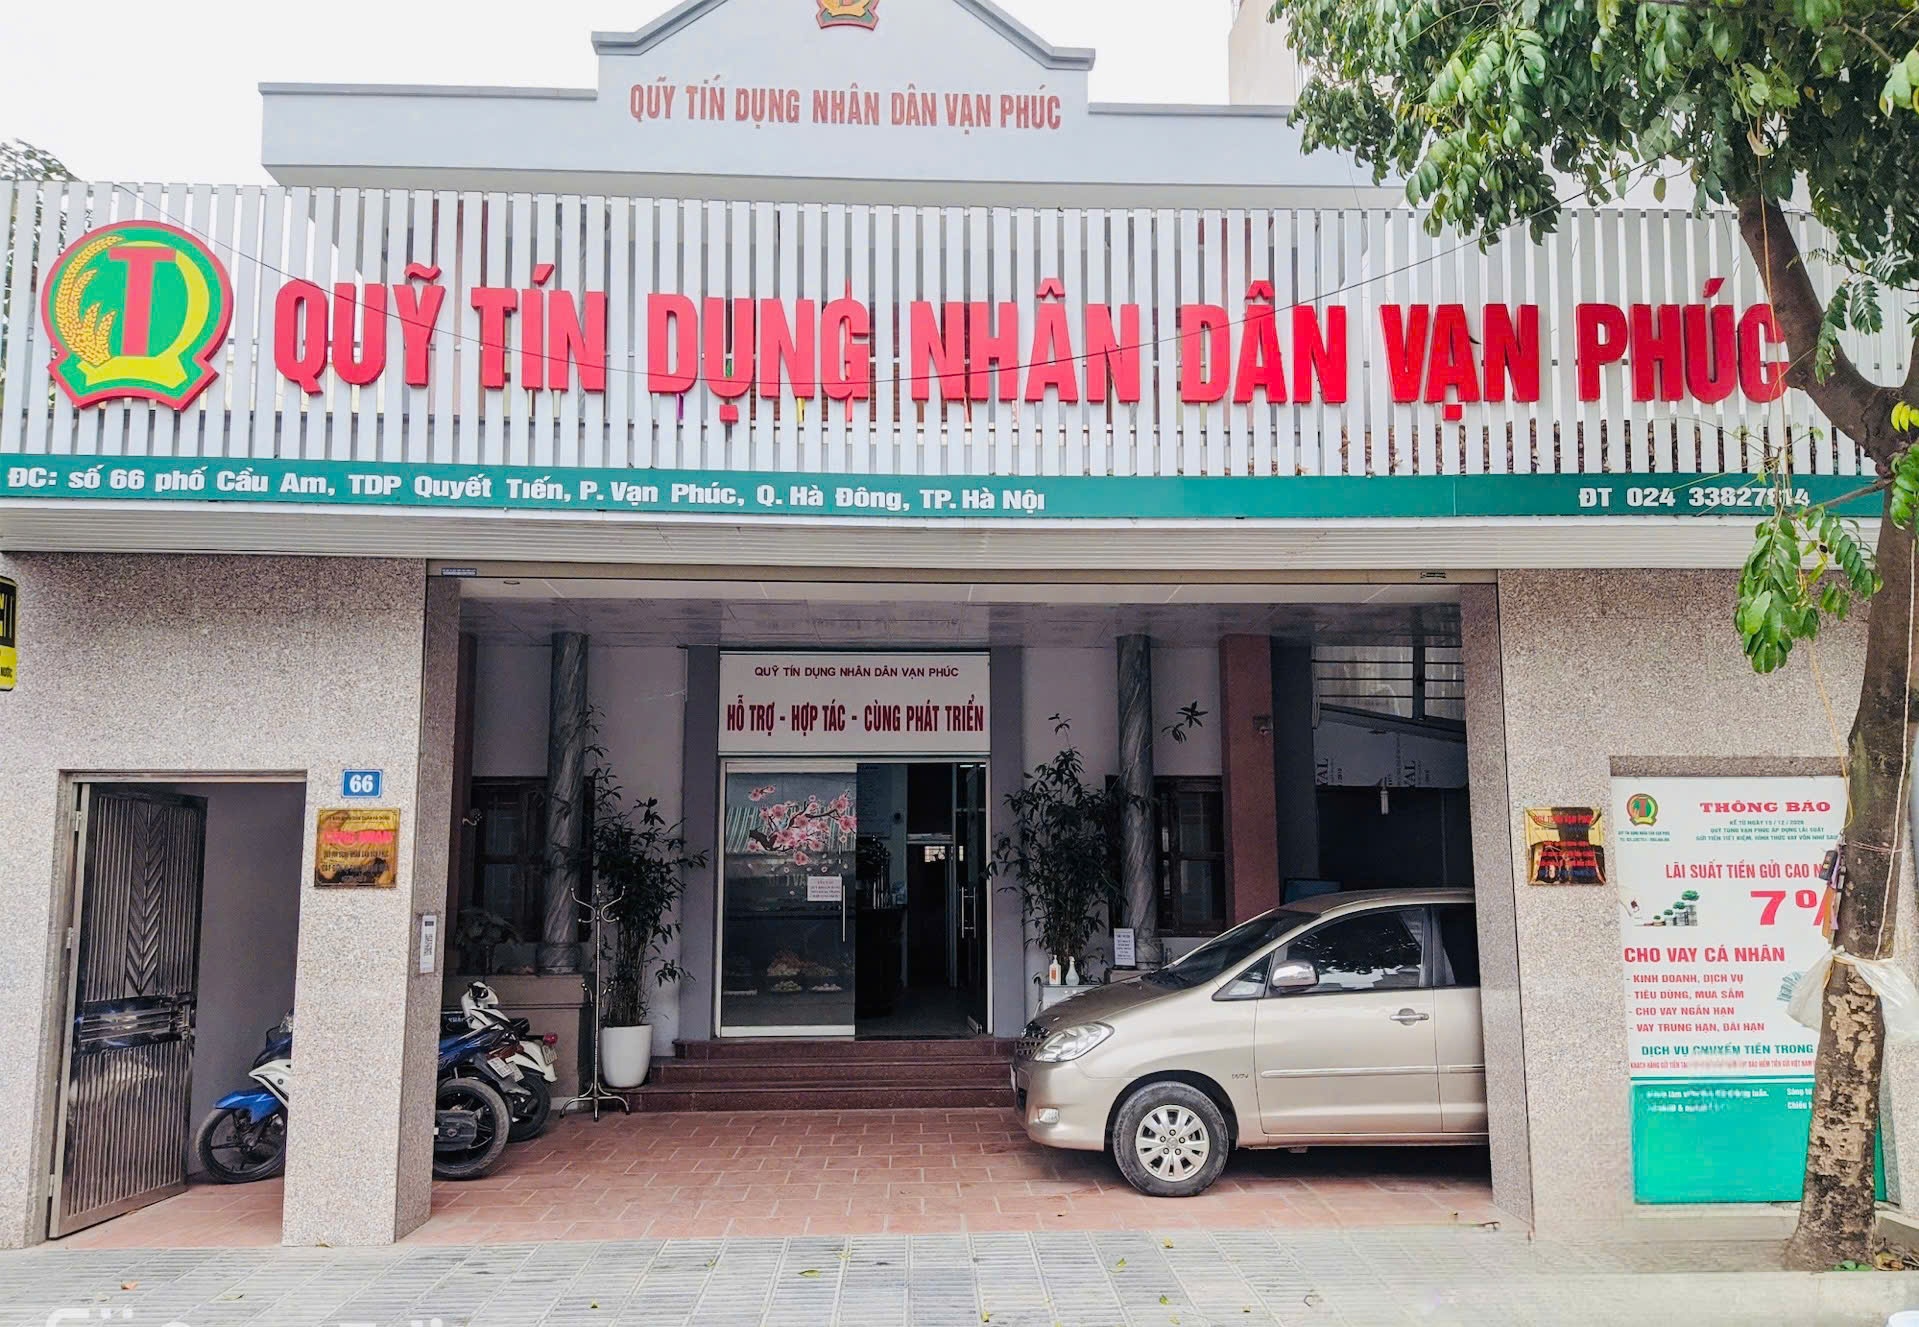 QUỸ TÍN DỤNG NHÂN DÂN VẠN PHÚC
QUỸ TÍN DỤNG NHÂN DÂN VẠN PHÚC
ĐC: số 66 phố Cầu Am, TDP Quyết Tiến, P. Vạn Phúc, Q. Hà Đông, TP. Hà Nội
ĐT 024 33827814
QUỸ TÍN DỤNG NHÂN DÂN VẠN PHÚC
HỖ TRỢ - HỢP TÁC - CÙNG PHÁT TRIỂN
66
THÔNG BÁO
LÃI SUẤT TIỀN GỬI CAO
7%
CHO VAY CÁ NHÂN
- KINH DOANH, DỊCH VỤ
- TIÊU DÙNG, MUA SẮM
- CHO VAY NGẮN HẠN
- VAY TRUNG HẠN, DÀI HẠN
DỊCH VỤ CHUYỂN TIỀN TRONG